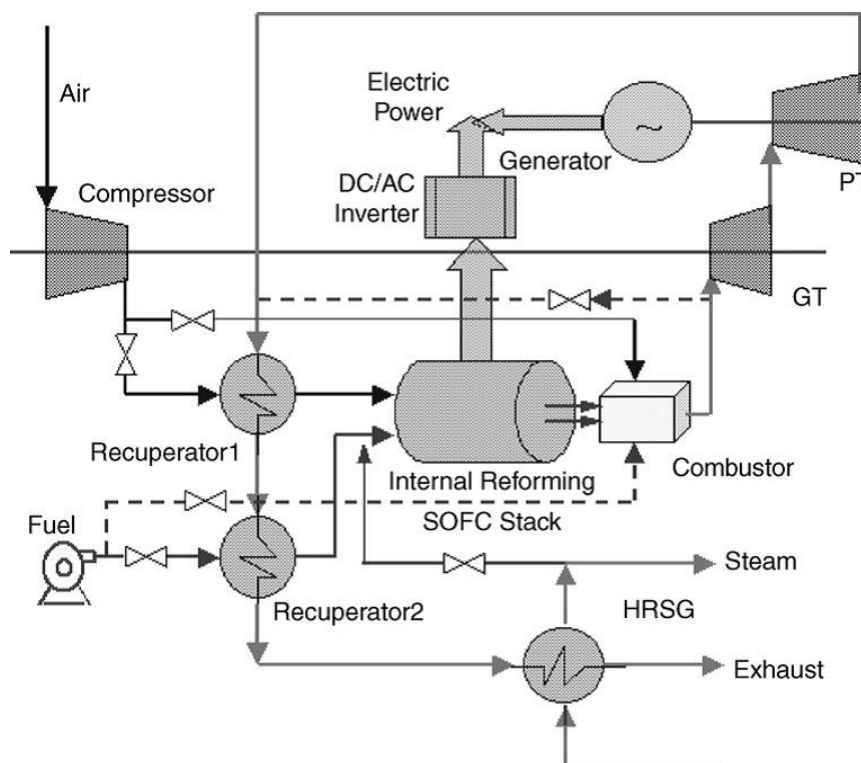 Air
Electric
Power
Generator
~
PT
Compressor
DC/AC
Inverter
GT
Recuperator1
Internal Reforming
Combustor
SOFC Stack
Fuel
Recuperator2
HRSG
Steam
Exhaust